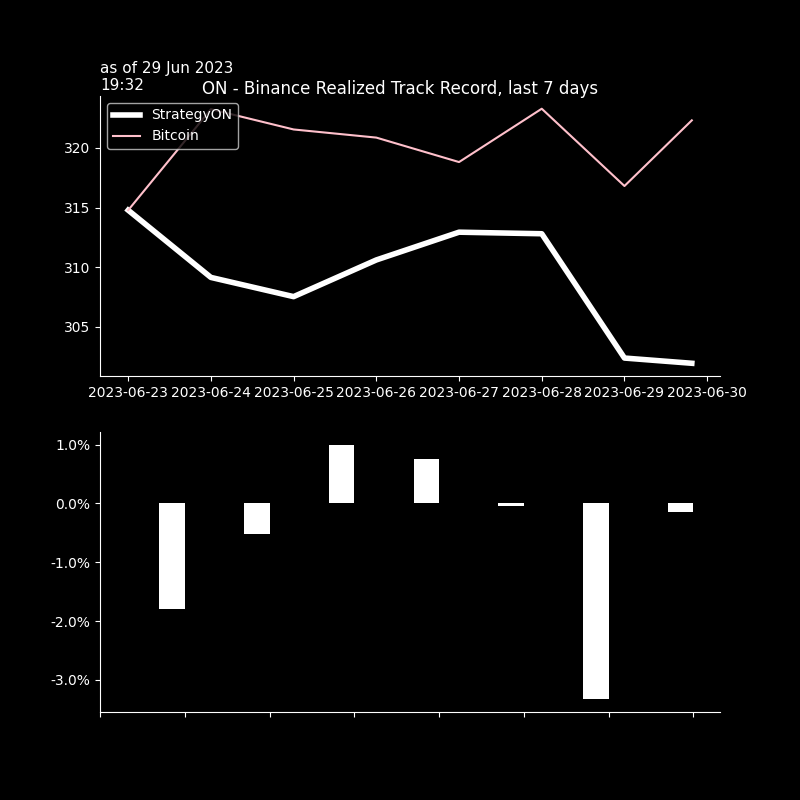 as of 29 Jun 2023
19:32
ON - Binance Realized Track Record, last 7 days
StrategyON
Bitcoin
320
315
310
305
2023-06-23 2023-06-24 2023-06-25 2023-06-26 2023-06-27 2023-06-28 2023-06-29 2023-06-30
1.0%
0.0%
-1.0%
-2.0%
-3.0%